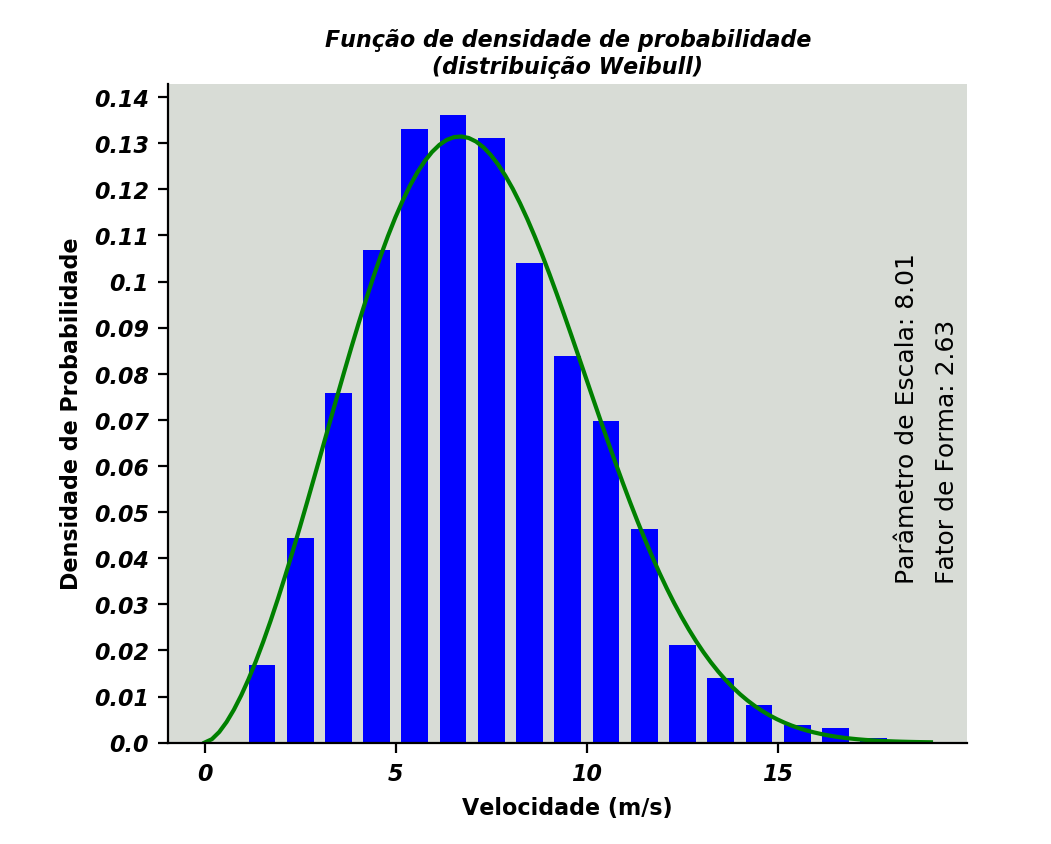 Função de densidade de probabilidade
(distribuição Weibull)
Densidade de Probabilidade
0.14
0.13
0.12
0.11
0.1
0.09
0.08
0.07
0.06
0.05
0.04
0.03
0.02
0.01
0.0
0 5 10 15
Velocidade (m/s)
Parâmetro de Escala: 8.01
Fator de Forma: 2.63